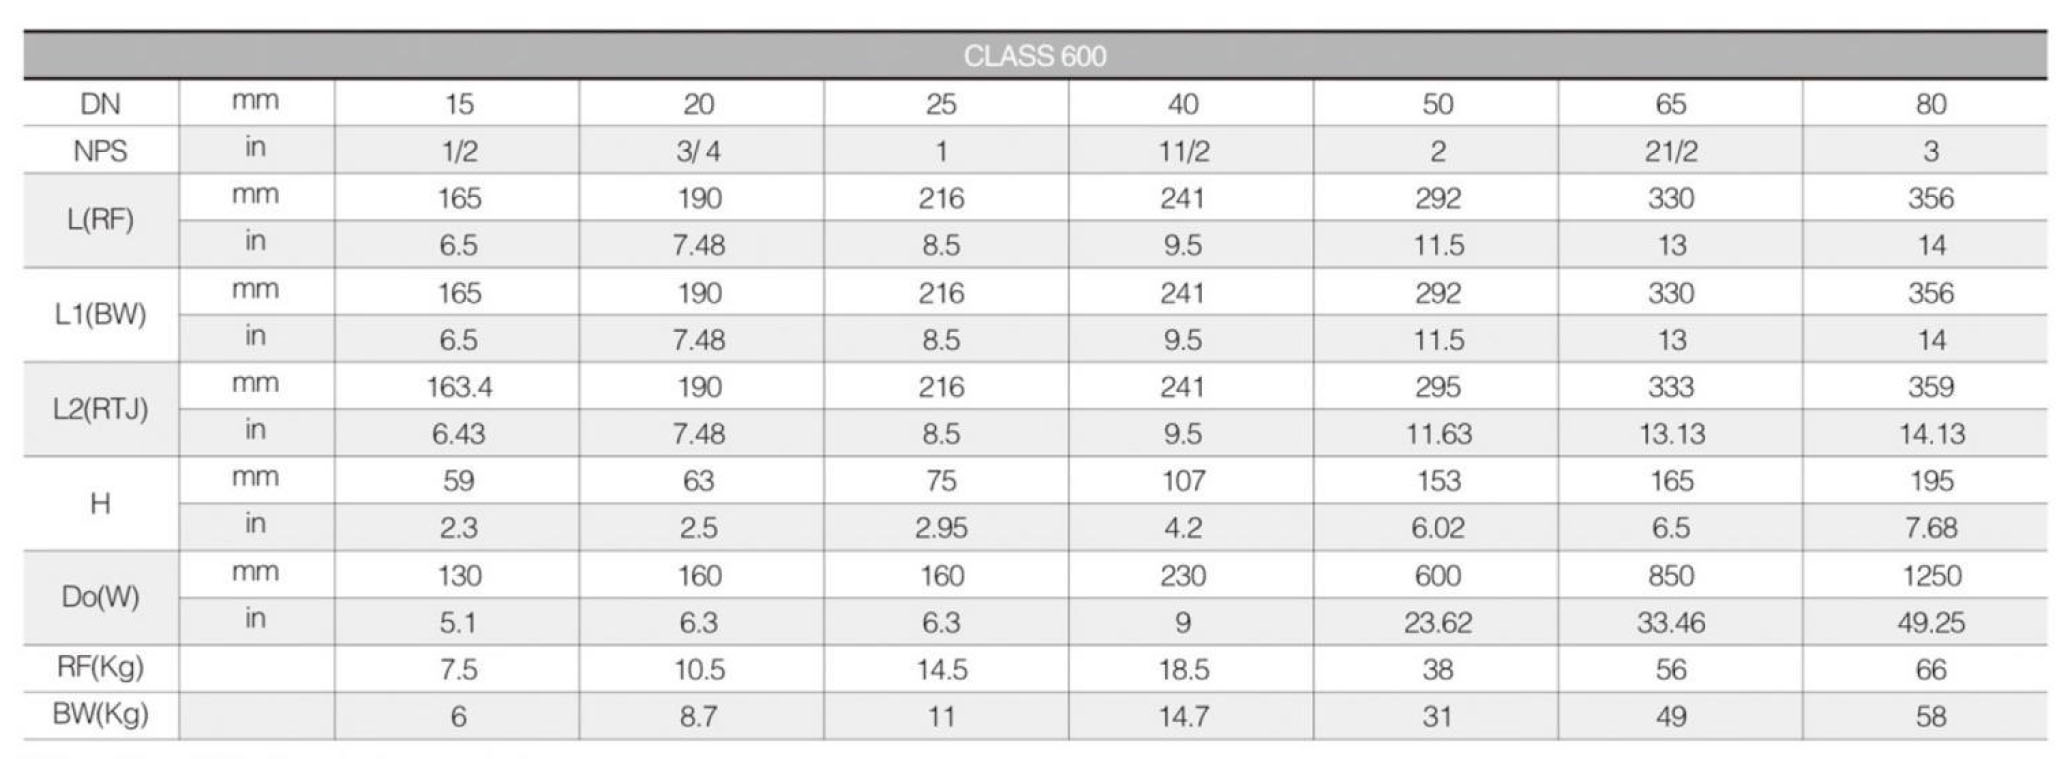 CLASS 600
DN mm 15 20 25 40 50 65 80
NPS in 1/2 3/ 4 1 11/2 2 21/2 3
L(RF) mm 165 190 216 241 292 330 356
in 6.5 7.48 8.5 9.5 11.5 13 14
L1(BW) mm 165 190 216 241 292 330 356
in 6.5 7.48 8.5 9.5 11.5 13 14
L2(RTJ) mm 163.4 190 216 241 295 333 359
in 6.43 7.48 8.5 9.5 11.63 13.13 14.13
H mm 59 63 75 107 153 165 195
in 2.3 2.5 2.95 4.2 6.02 6.5 7.68
Do(W) mm 130 160 160 230 600 850 1250
in 5.1 6.3 6.3 9 23.62 33.46 49.25
RF(Kg) 7.5 10.5 14.5 18.5 38 56 66
BW(Kg) 6 8.7 11 14.7 31 49 58